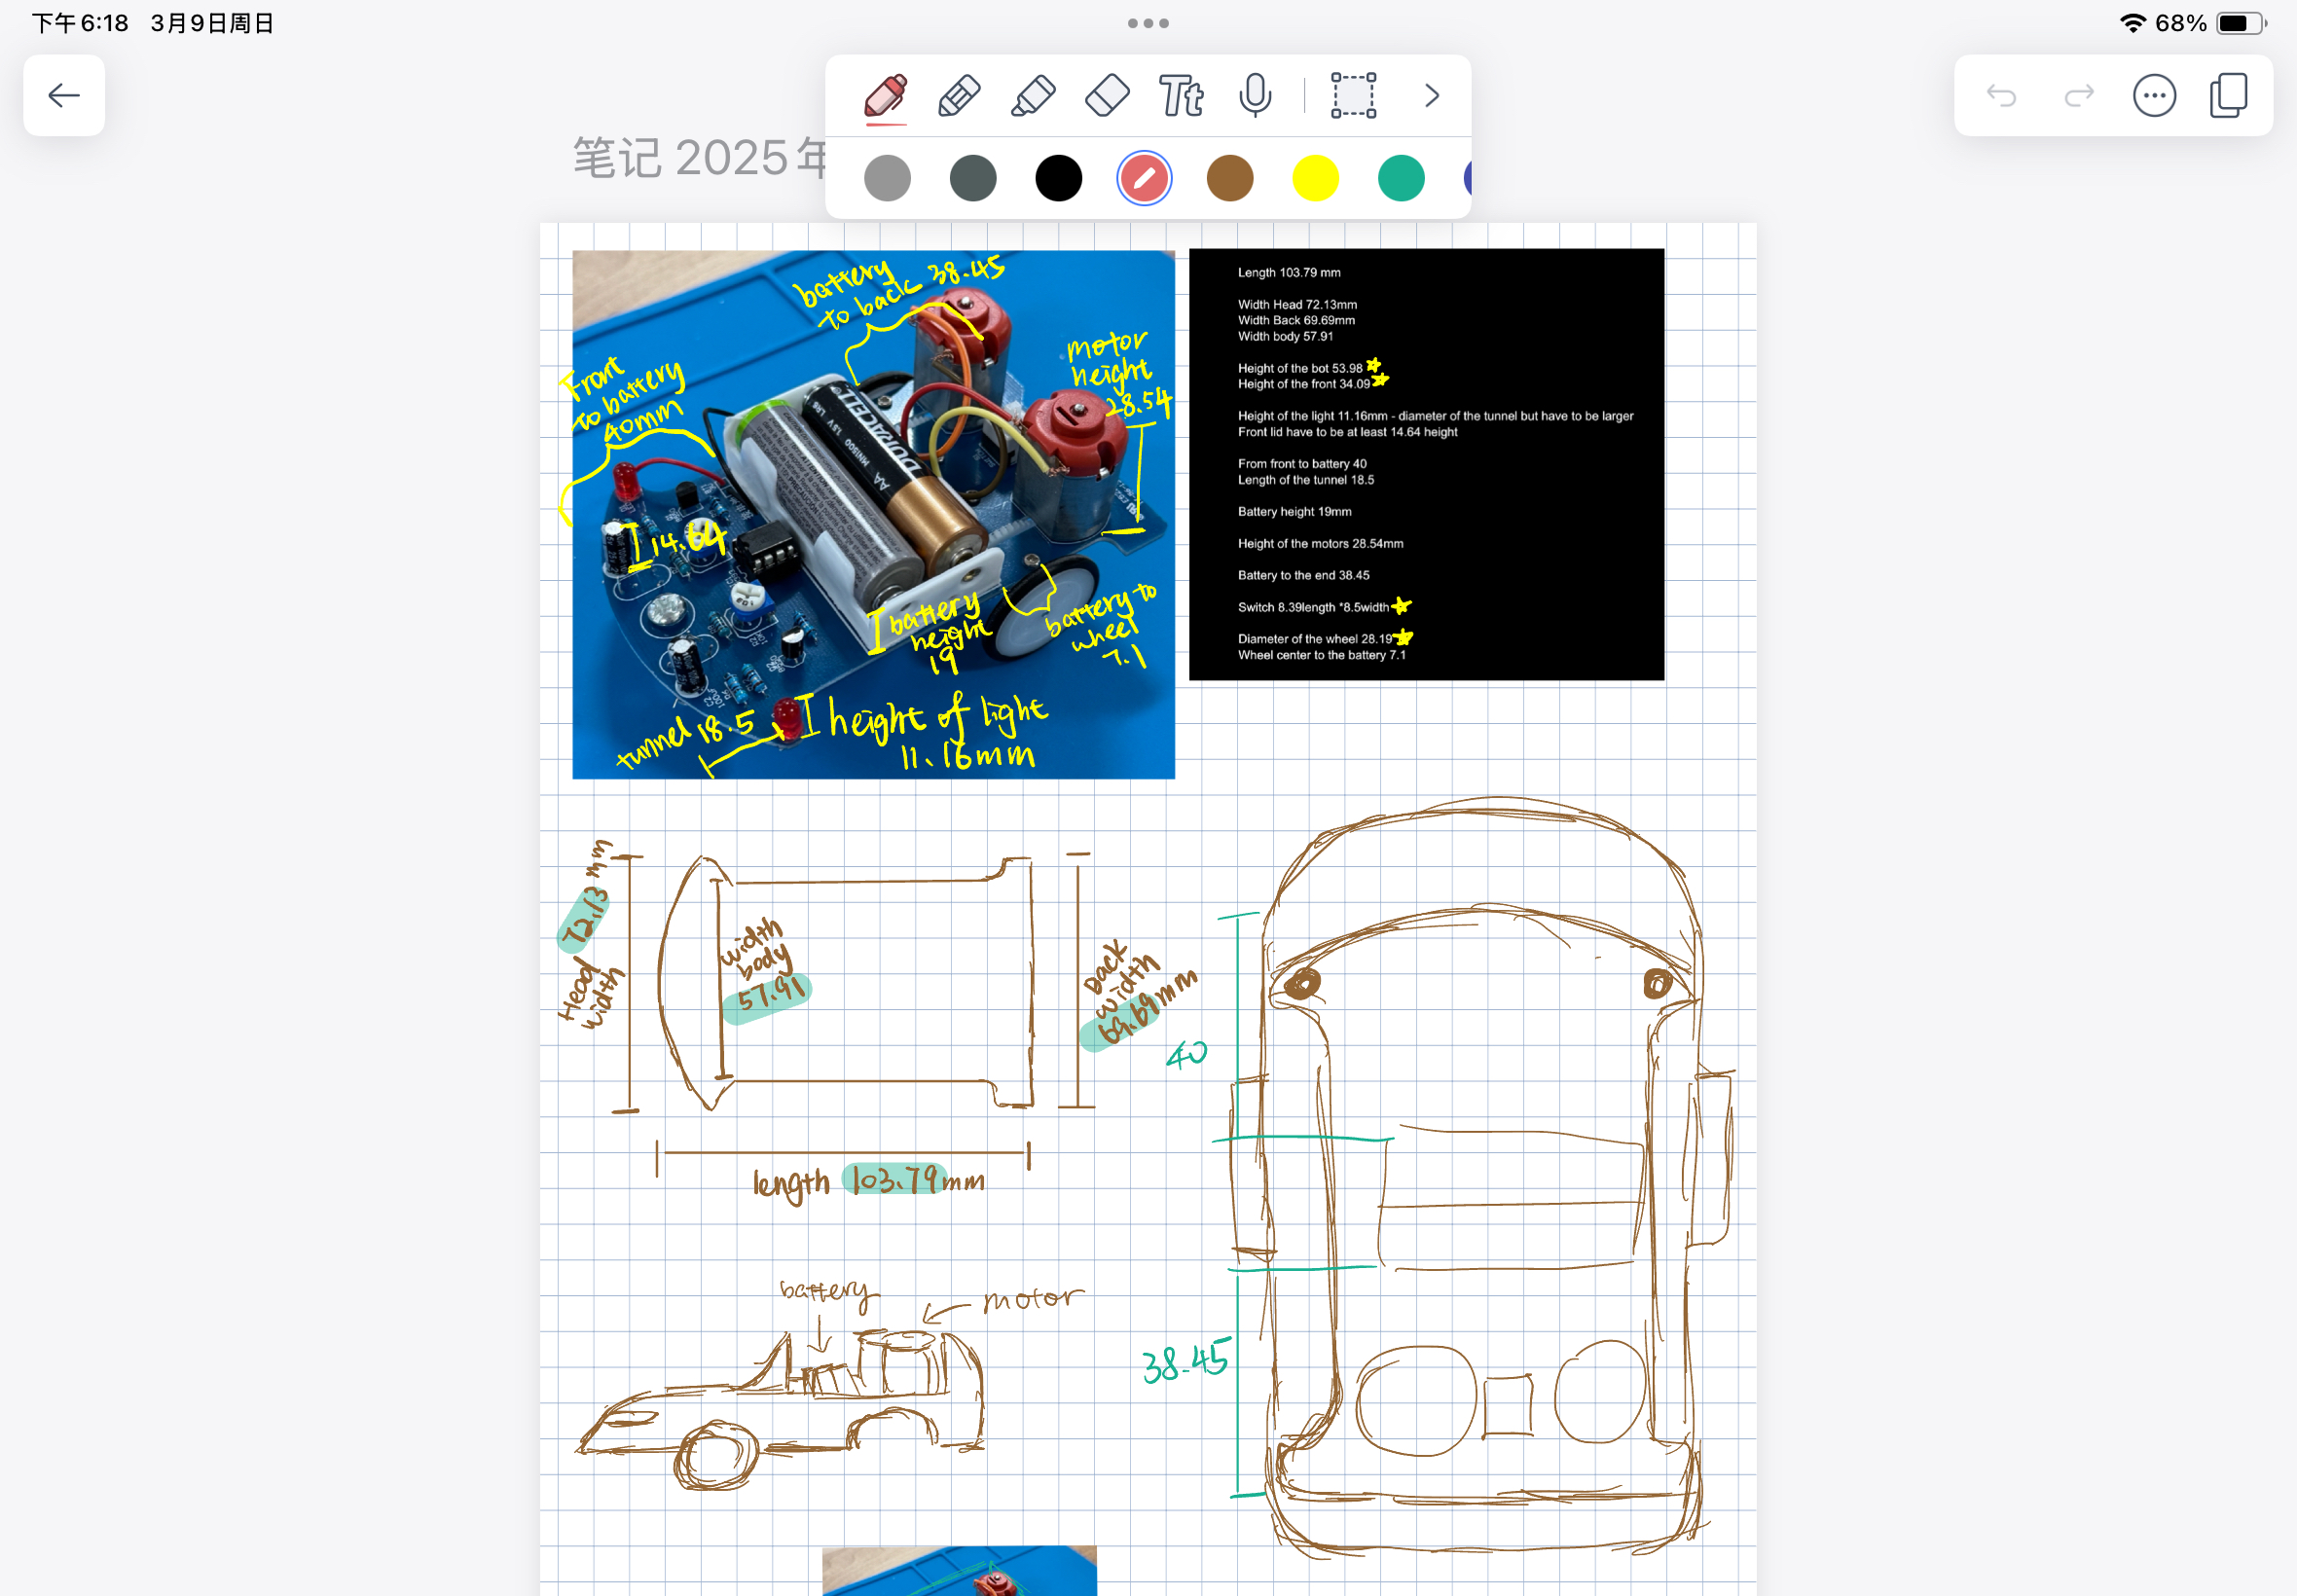 下午6:18 3月9日周日
68%
Tt
笔记 2025年
battery
to back 38.45
motor
height
28.54
Front
to battery
40mm
DURACELL
AA
14.64
battery
height
19
battery to
wheel
7.1
tunnel 18.5
height of light
11.16mm
Length 103.79 mm
Width Head 72.13mm
Width Back 69.69mm
Width body 57.91
Height of the bot 53.98
Height of the front 34.09
Height of the light 11.16mm - diameter of the tunnel but have to be larger
Front lid have to be at least 14.64 height
From front to battery 40
Length of the tunnel 18.5
Battery height 19mm
Height of the motors 28.54mm
Battery to the end 38.45
Switch 8.39length *8.5width
Diameter of the wheel 28.19
Wheel center to the battery 7.1
Head
width
72.13 mm
width
body
57.91
Back
width
69.69mm
length 103.79mm
40
38.45
battery
motor